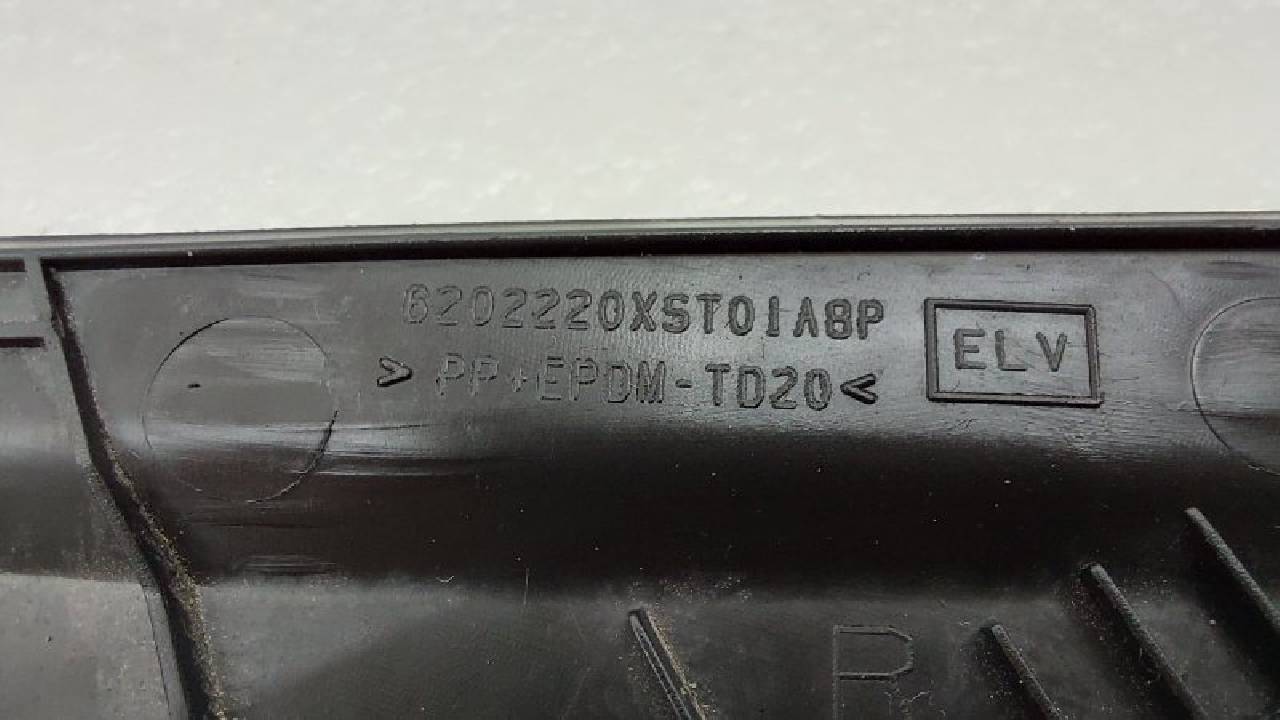 6202220XST01A8P
>PP+EPDM-TD20<
ELV
R